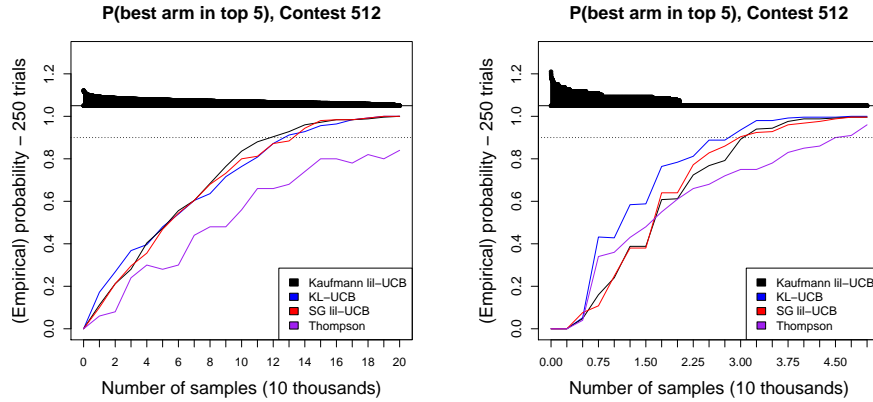 P(best arm in top 5), Contest 512
(Empirical) probability − 250 trials
0.0 0.2 0.4 0.6 0.8 1.0 1.2
Kaufmann lil−UCB
KL−UCB
SG lil−UCB
Thompson
0 2 4 6 8 10 12 14 16 18 20
Number of samples (10 thousands)
P(best arm in top 5), Contest 512
(Empirical) probability − 250 trials
0.0 0.2 0.4 0.6 0.8 1.0 1.2
Kaufmann lil−UCB
KL−UCB
SG lil−UCB
Thompson
0.00 0.75 1.50 2.25 3.00 3.75 4.50
Number of samples (10 thousands)